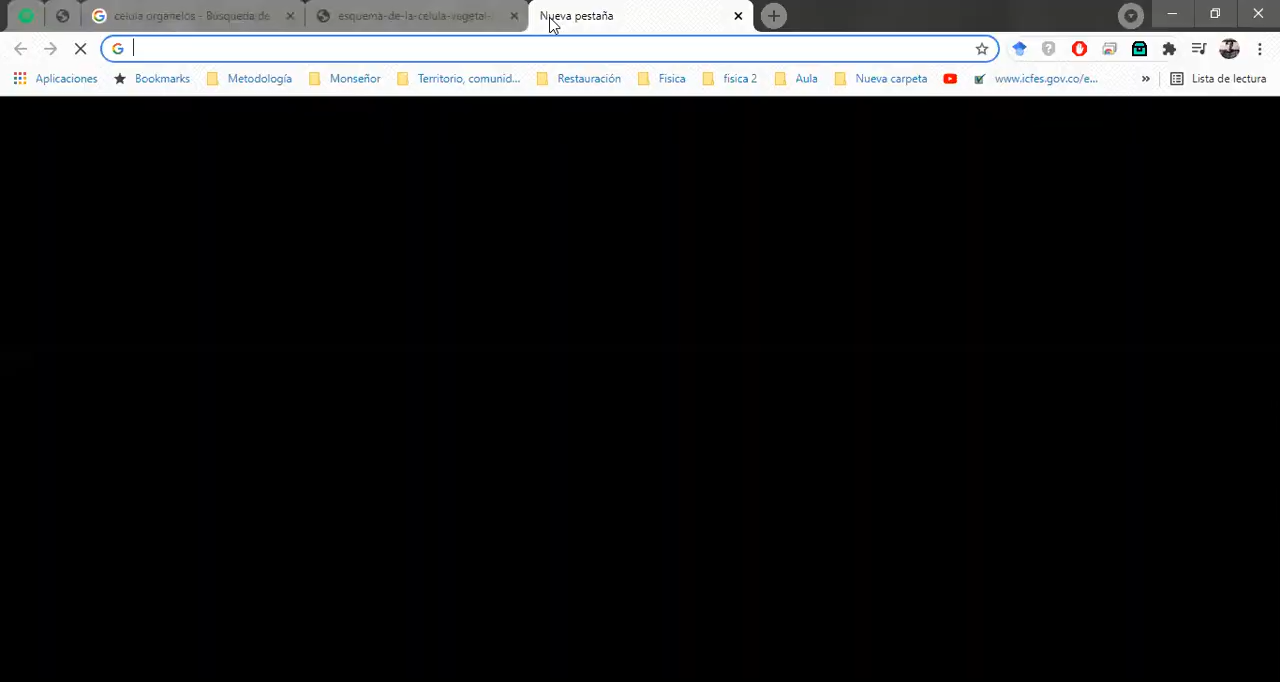 celula organelos - Búsqueda de
esquema-de-la-celula-vegetal-
Nueva pestaña
Aplicaciones
Bookmarks
Metodología
Monseñor
Territorio, comunid...
Restauración
Fisica
fisica 2
Aula
Nueva carpeta
www.icfes.gov.co/e...
»
Lista de lectura